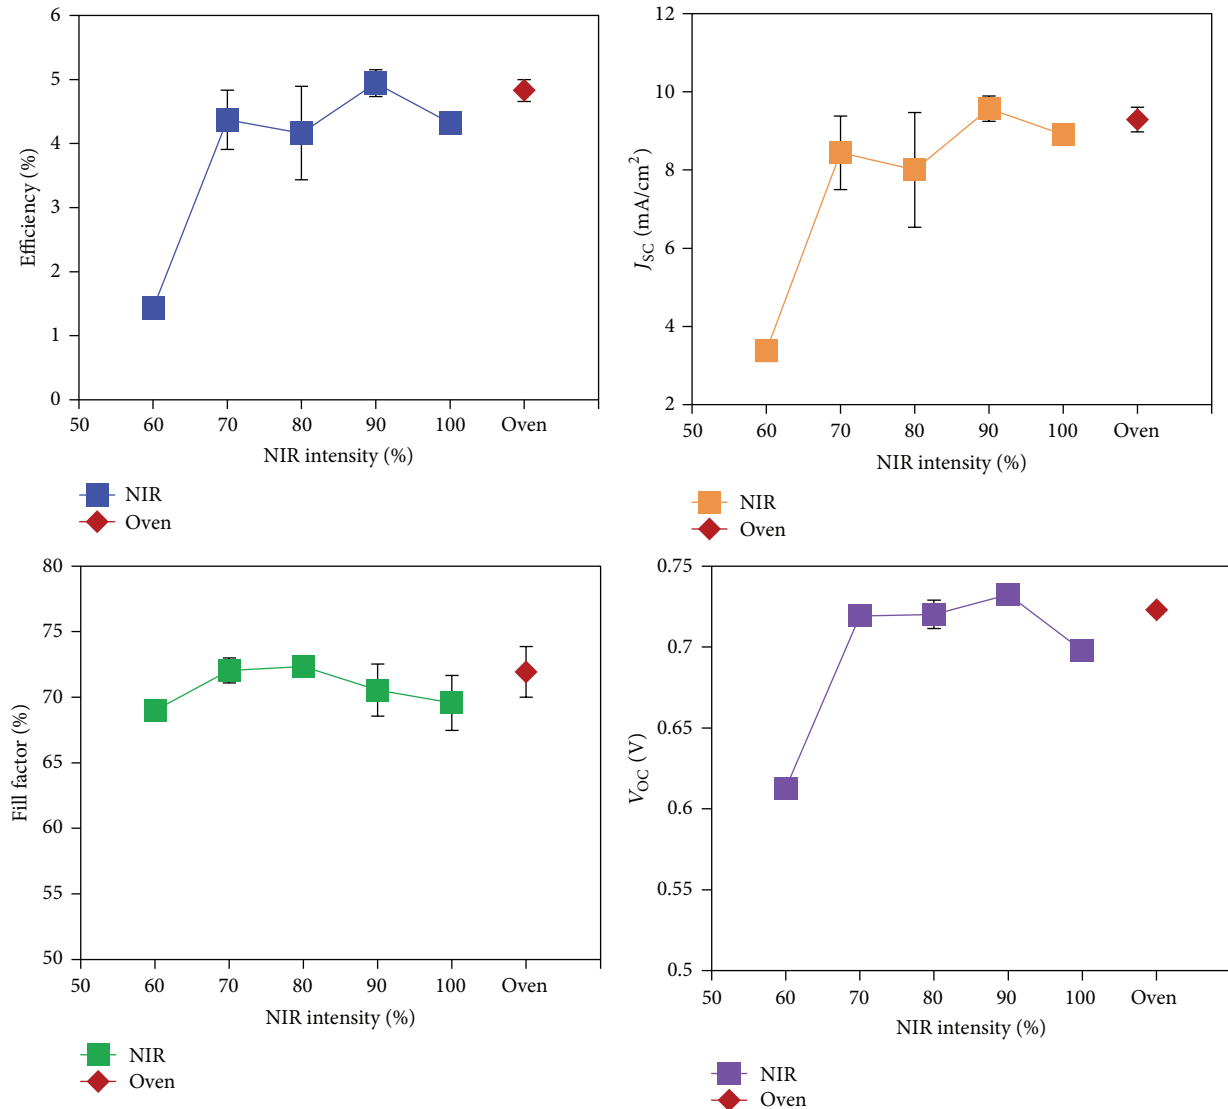 6
5
4
3
2
1
0
Efficiency (%)
50 60 70 80 90 100 Oven
NIR intensity (%)
NIR
Oven
12
10
8
6
4
2
J_SC (mA/cm²)
50 60 70 80 90 100 Oven
NIR intensity (%)
NIR
Oven
80
75
70
65
60
55
50
Fill factor (%)
50 60 70 80 90 100 Oven
NIR intensity (%)
NIR
Oven
0.75
0.7
0.65
0.6
0.55
0.5
V_OC (V)
50 60 70 80 90 100 Oven
NIR intensity (%)
NIR
Oven